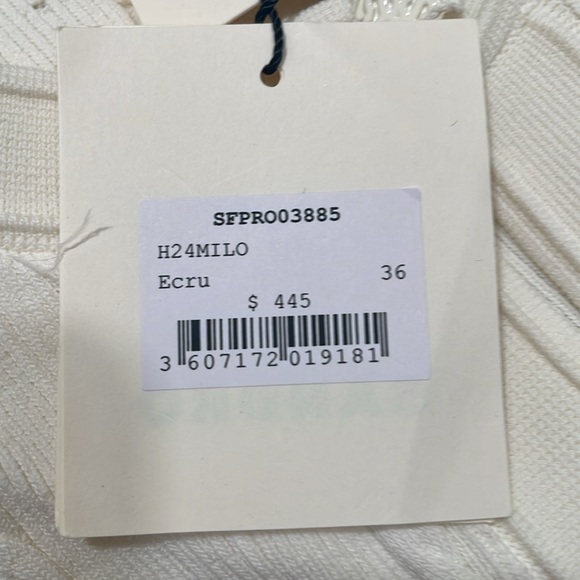 SFPRO03885
H24MILO
Ecru 36
$ 445
3 607172 019181